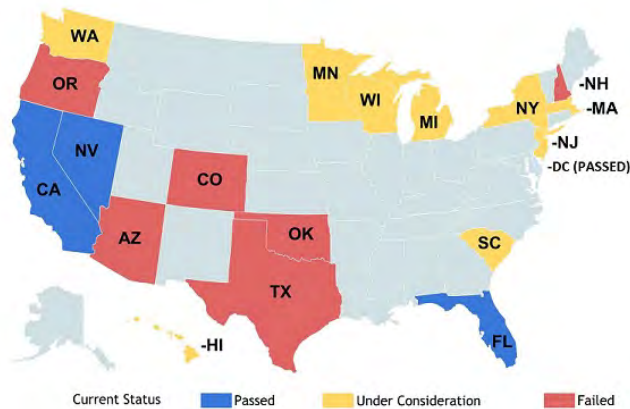 WA
OR
MN
WI
MI
NY
-NH
-MA
-NJ
-DC (PASSED)
NV
CA
CO
AZ
OK
TX
SC
FL
-HI
Current Status Passed Under Consideration Failed